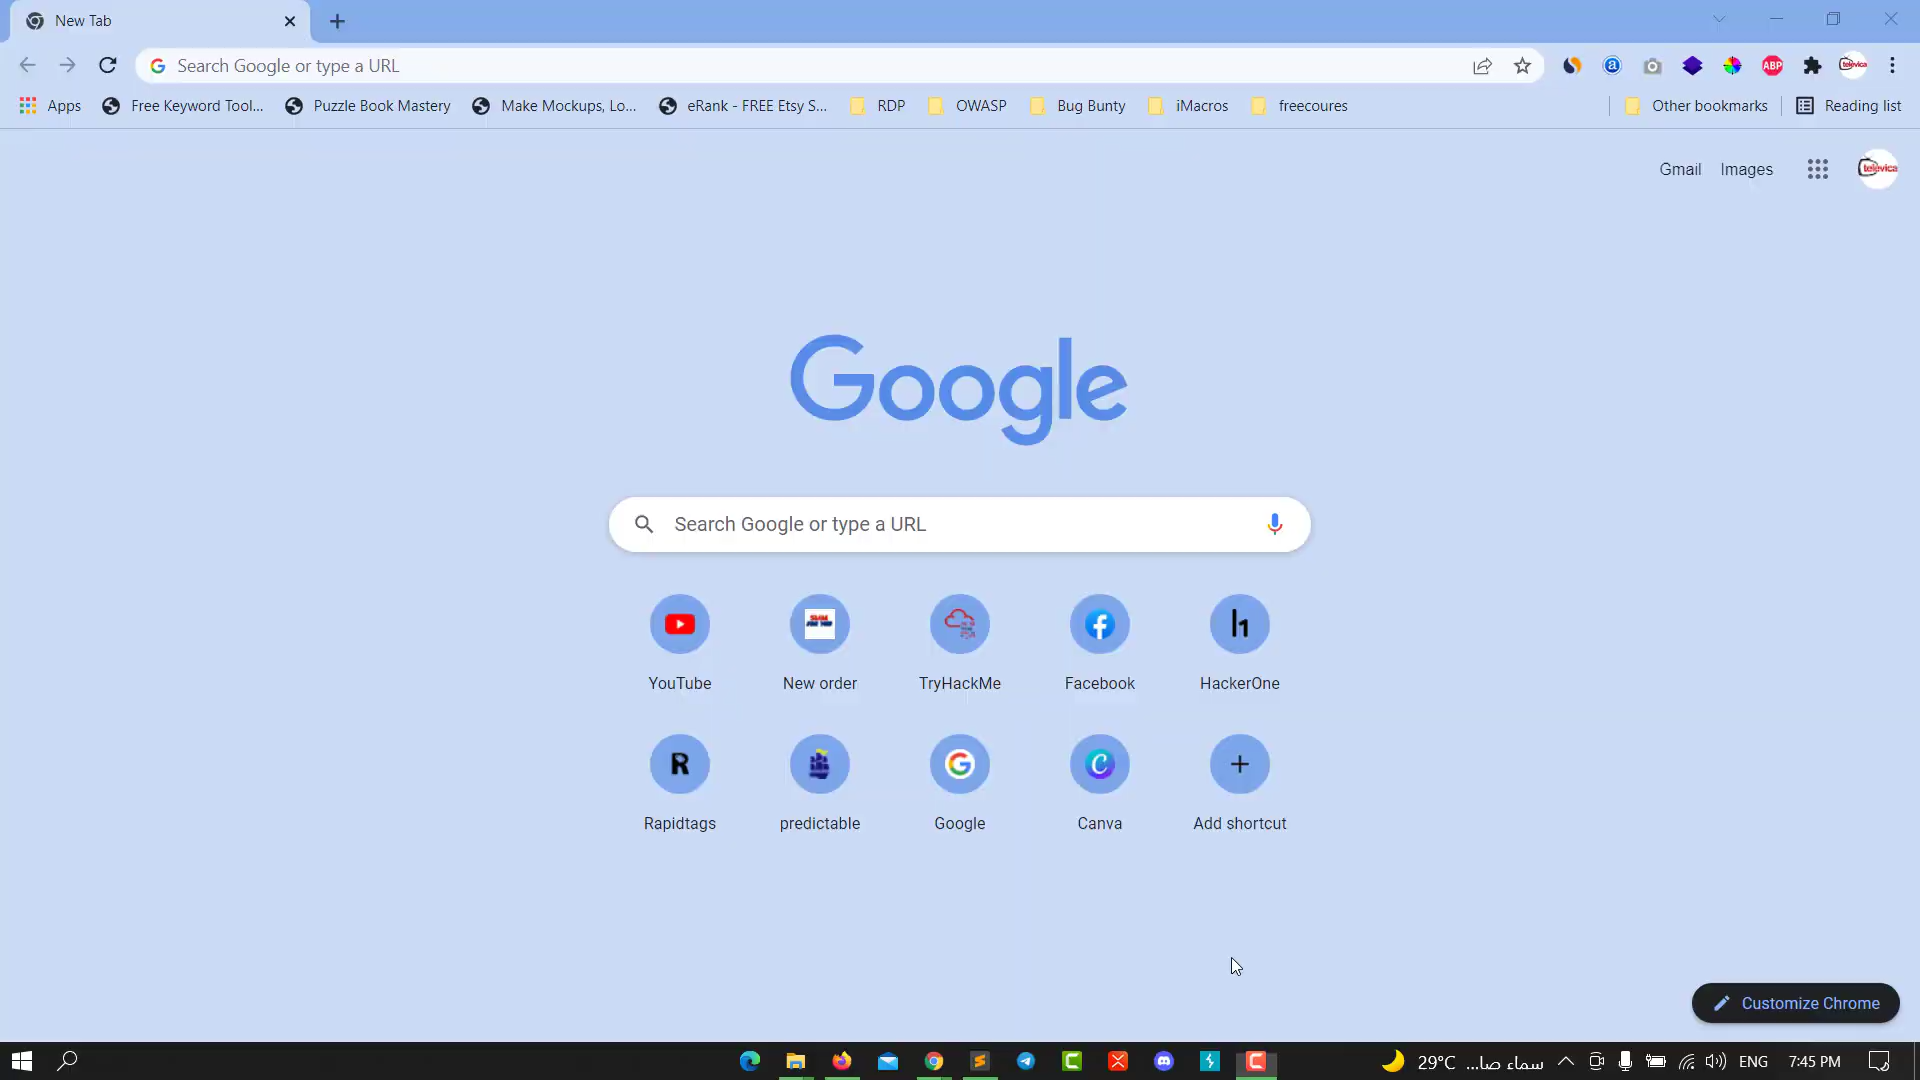 New Tab
Search Google or type a URL
ABP
televica
Apps
Free Keyword Tool...
Puzzle Book Mastery
Make Mockups, Lo...
eRank - FREE Etsy S...
RDP
OWASP
Bug Bunty
iMacros
freecoures
Other bookmarks
Reading list
Gmail
Images
televica
Google
Search Google or type a URL
YouTube
New order
TryHackMe
Facebook
HackerOne
Rapidtags
predictable
Google
Canva
Add shortcut
Customize Chrome
29°C
سماء صا...
ENG
7:45 PM